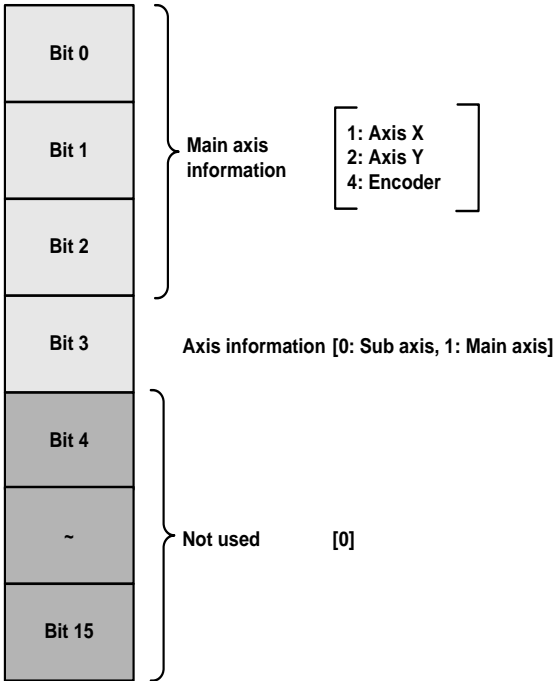 Bit 0
Bit 1
Main axis
information
1: Axis X
2: Axis Y
4: Encoder
Bit 2
Bit 3
Axis information [0: Sub axis, 1: Main axis]
Bit 4
~
Not used [0]
Bit 15